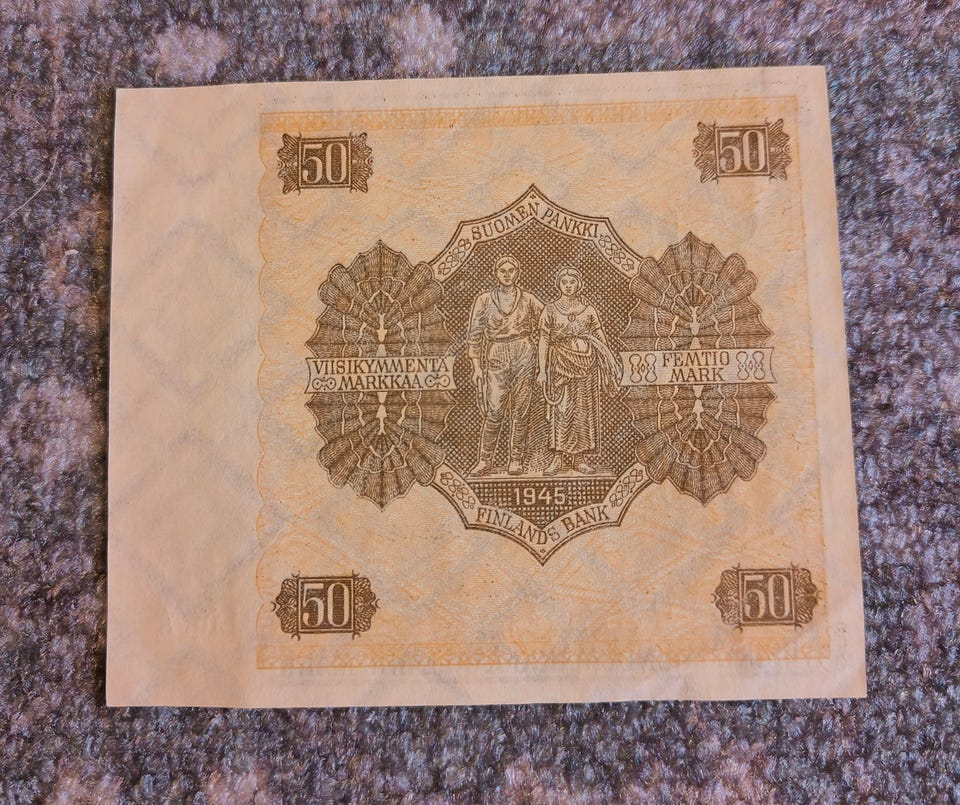 50
50
SUOMEN PANKKI
VIISIKYMMENTÄ
MARKKAA
FEMTIO
MARK
1945
FINLANDS BANK
50
50